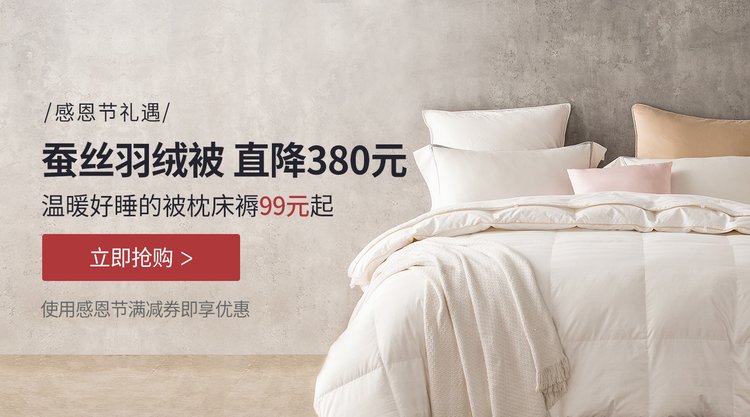 /感恩节礼遇/
蚕丝羽绒被 直降380元
温暖好睡的被枕床褥99元起
立即抢购 >
使用感恩节满减券即享优惠